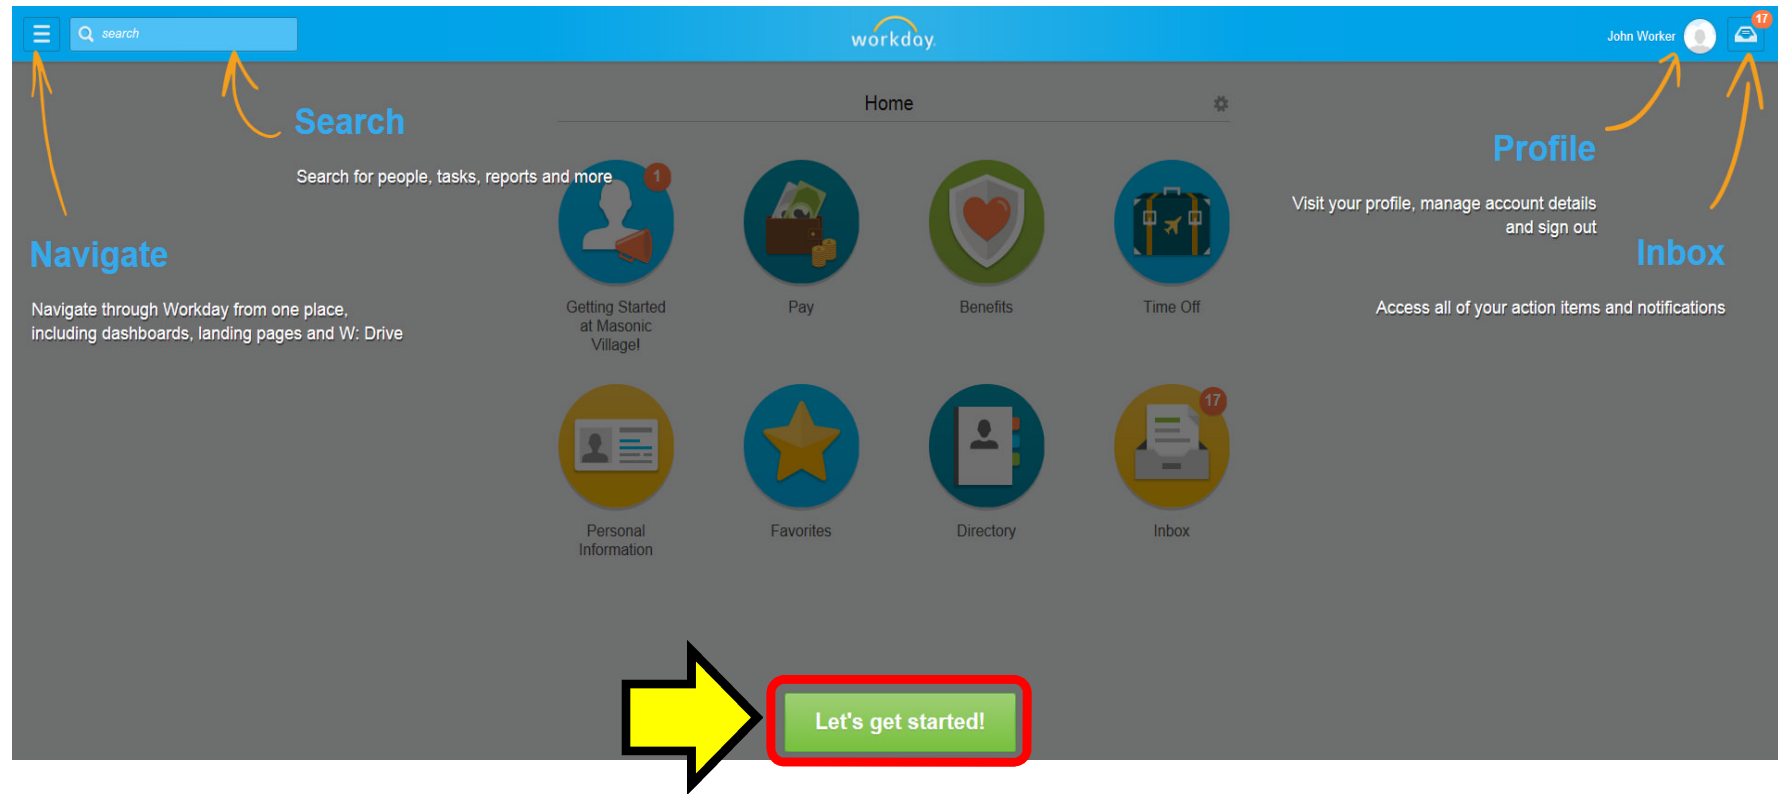 search
workday.
John Worker
17
Home
Search
Search for people, tasks, reports and more
1
Profile
Visit your profile, manage account details
and sign out
Navigate
Navigate through Workday from one place,
including dashboards, landing pages and W: Drive
Inbox
Access all of your action items and notifications
Getting Started
at Masonic
Village!
Pay
Benefits
Time Off
17
Personal
Information
Favorites
Directory
Inbox
Let's get started!